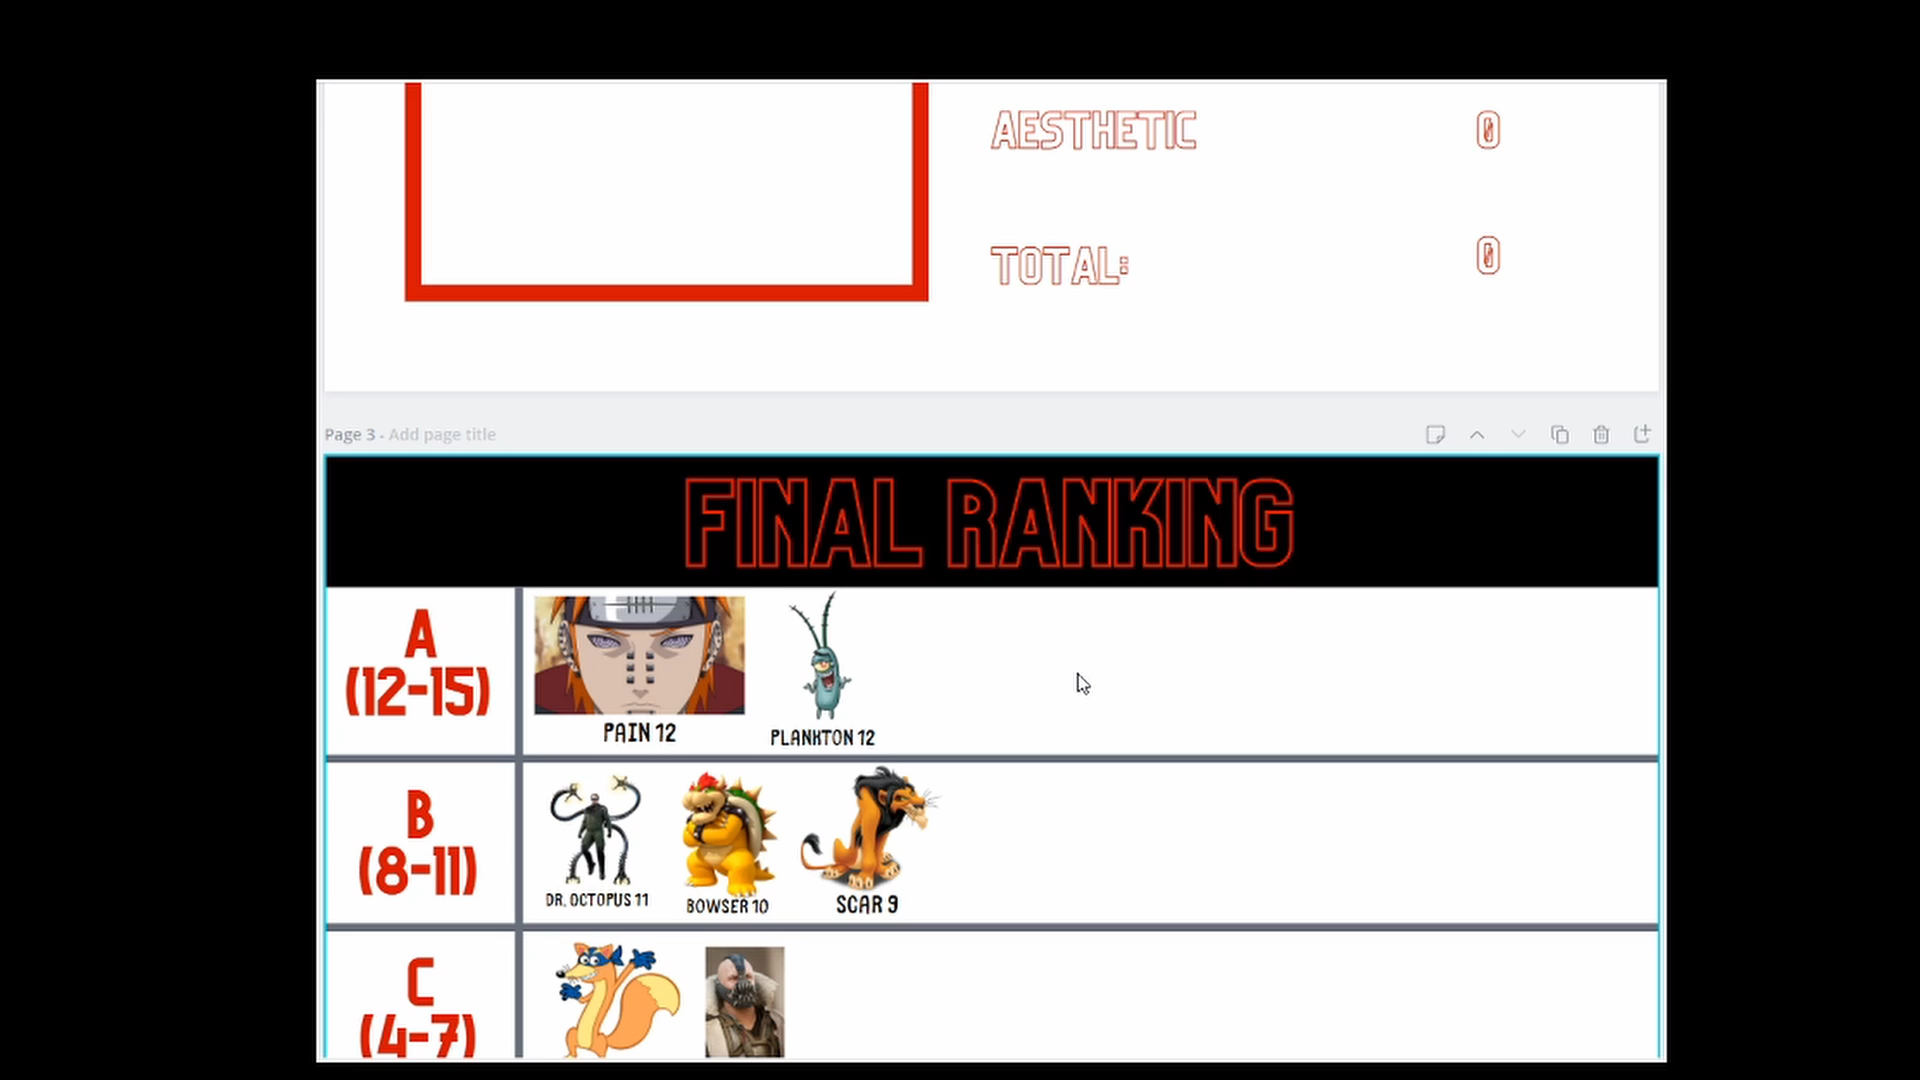 AESTHETIC 0
TOTAL: 0
Page 3 - Add page title
FINAL RANKING
A
(12-15)
PAIN 12
PLANKTON 12
B
(8-11)
DR. OCTOPUS 11
BOWSER 10
SCAR 9
C
(4-7)